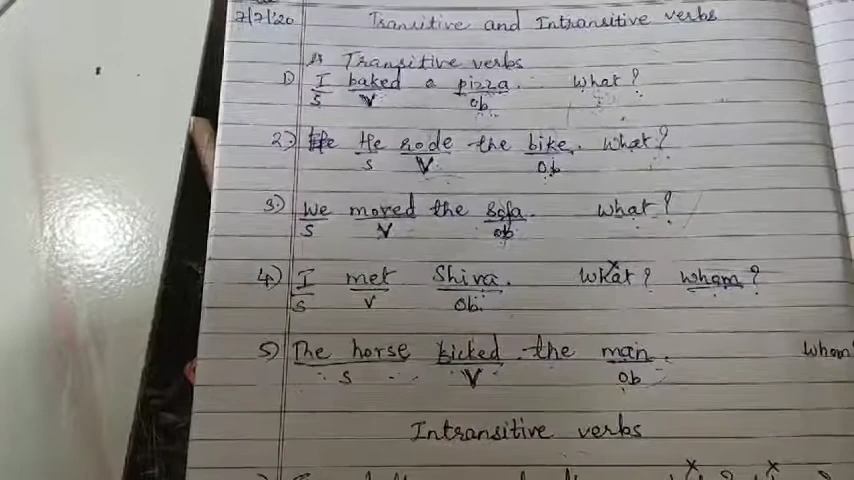 7/7/20 Transitive and Intransitive verbs
Transitive verbs
1) I baked a pizza. What?
S V Ob
2) He rode the bike. What?
S V Ob
3) We moved the sofa. What?
S V Ob
4) I met Shiva. What? Whom?
S V Ob
5) The horse kicked the man. Whom?
S V Ob
Intransitive verbs